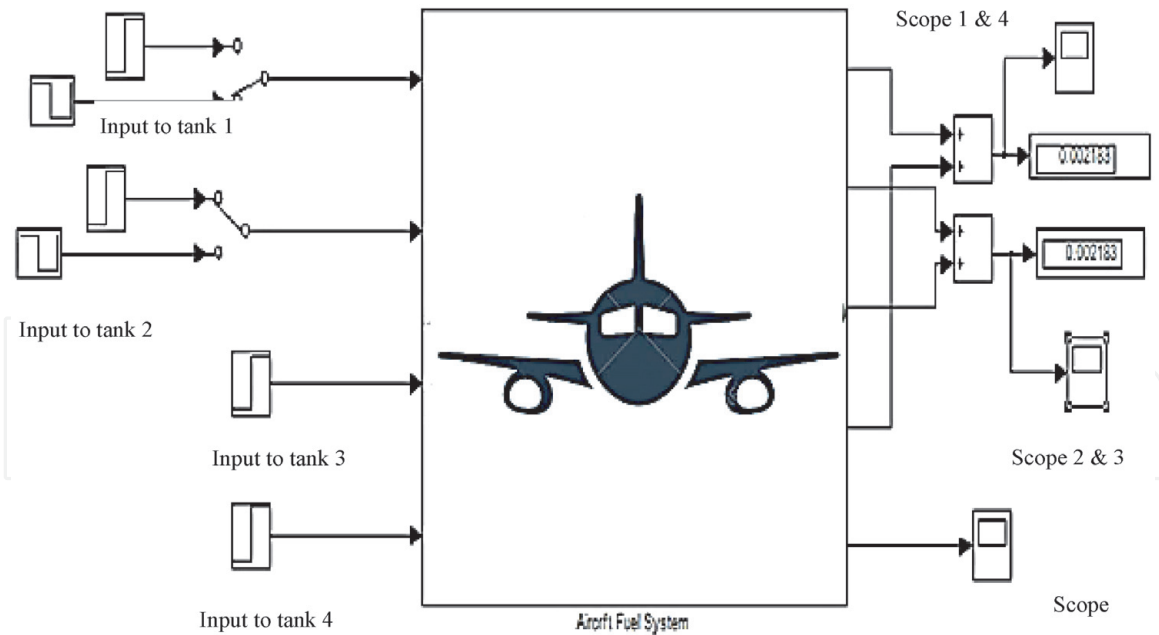 Scope 1 & 4
Input to tank 1
0.002183
0.002183
Input to tank 2
Input to tank 3
Scope 2 & 3
Input to tank 4
Scope
Airorft Fuel System